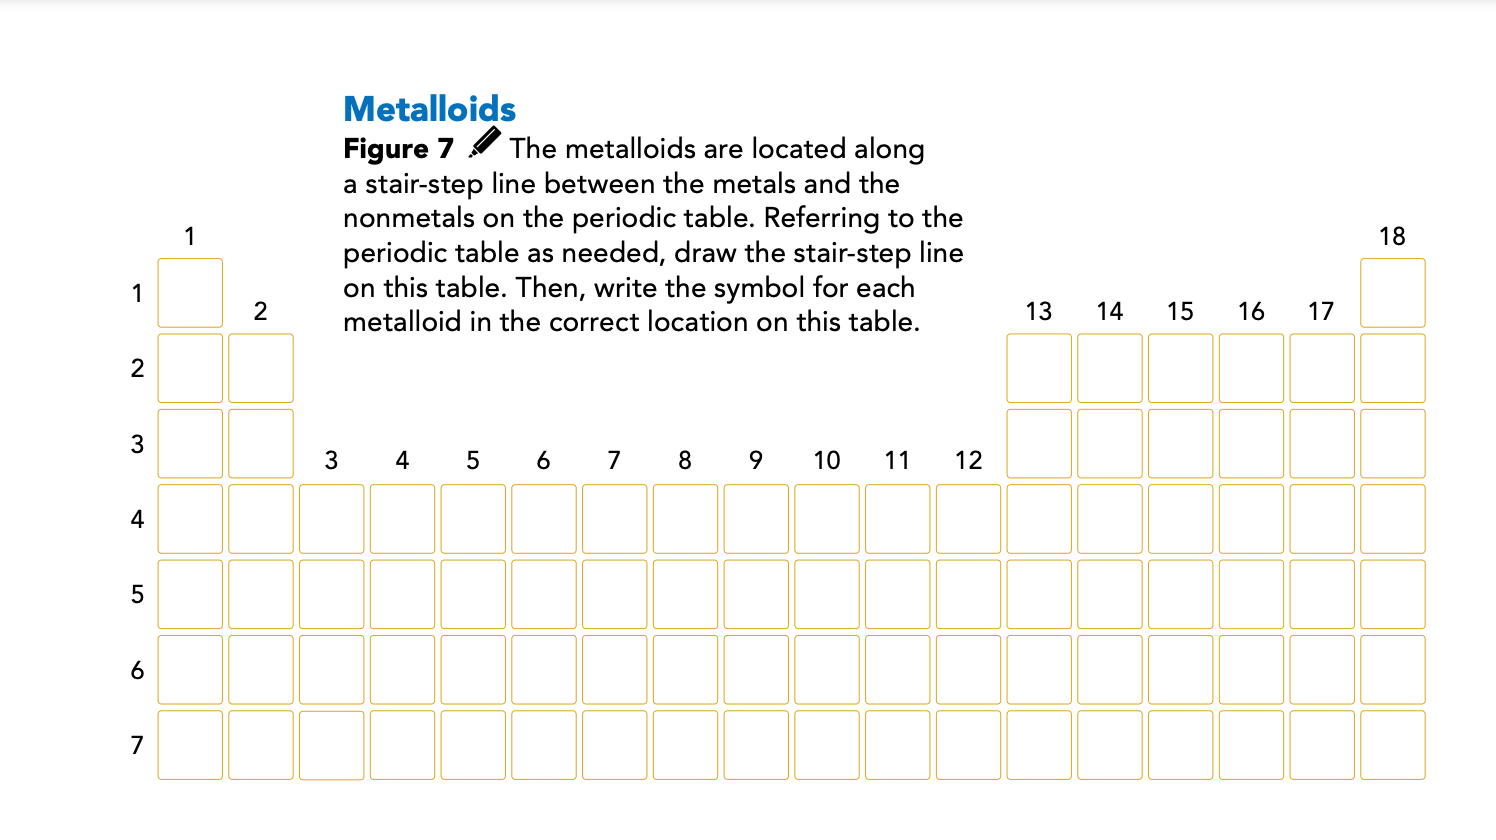 Metalloids
Figure 7 The metalloids are located along
a stair-step line between the metals and the
nonmetals on the periodic table. Referring to the
periodic table as needed, draw the stair-step line
on this table. Then, write the symbol for each
metalloid in the correct location on this table.
1 18
1
2 13 14 15 16 17
2
3
3 4 5 6 7 8 9 10 11 12
4
5
6
7